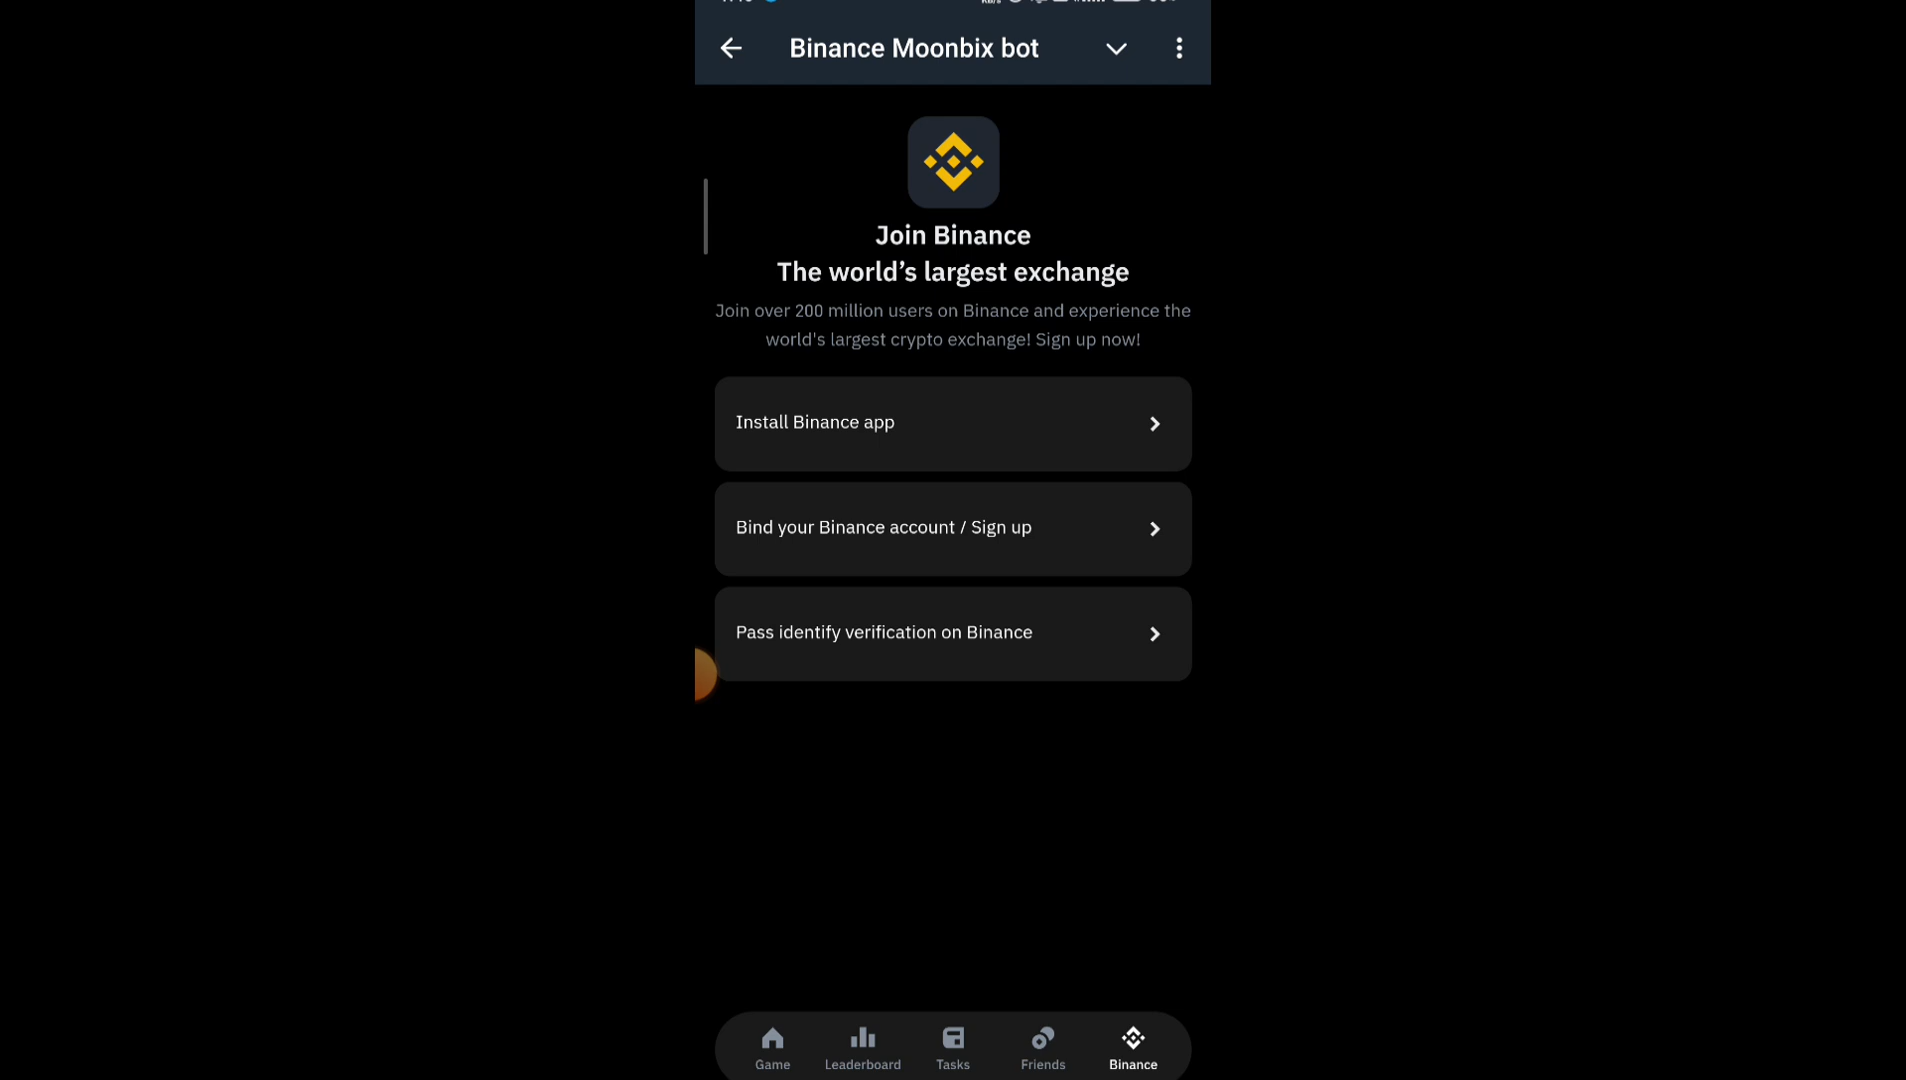 Binance Moonbix bot
Join Binance
The world’s largest exchange
Join over 200 million users on Binance and experience the
world's largest crypto exchange! Sign up now!
Install Binance app
Bind your Binance account / Sign up
Pass identify verification on Binance
Game Leaderboard Tasks Friends Binance